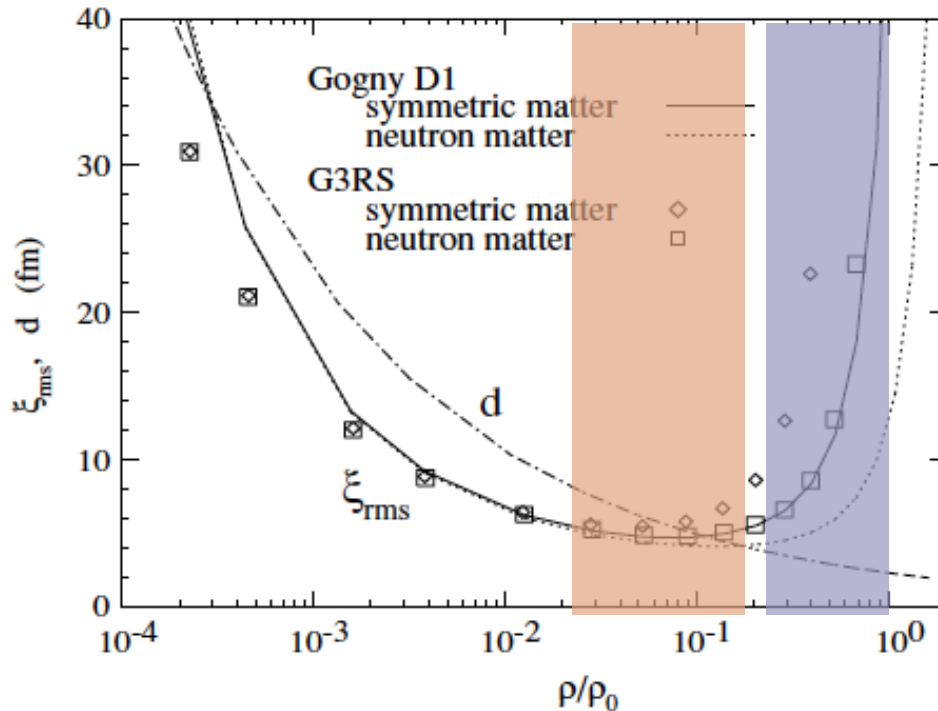 40
30
20
10
0
ξrms, d (fm)
Gogny D1
symmetric matter
neutron matter
G3RS
symmetric matter
neutron matter
d
ξrms
10⁻⁴ 10⁻³ 10⁻² 10⁻¹ 10⁰
ρ/ρ₀